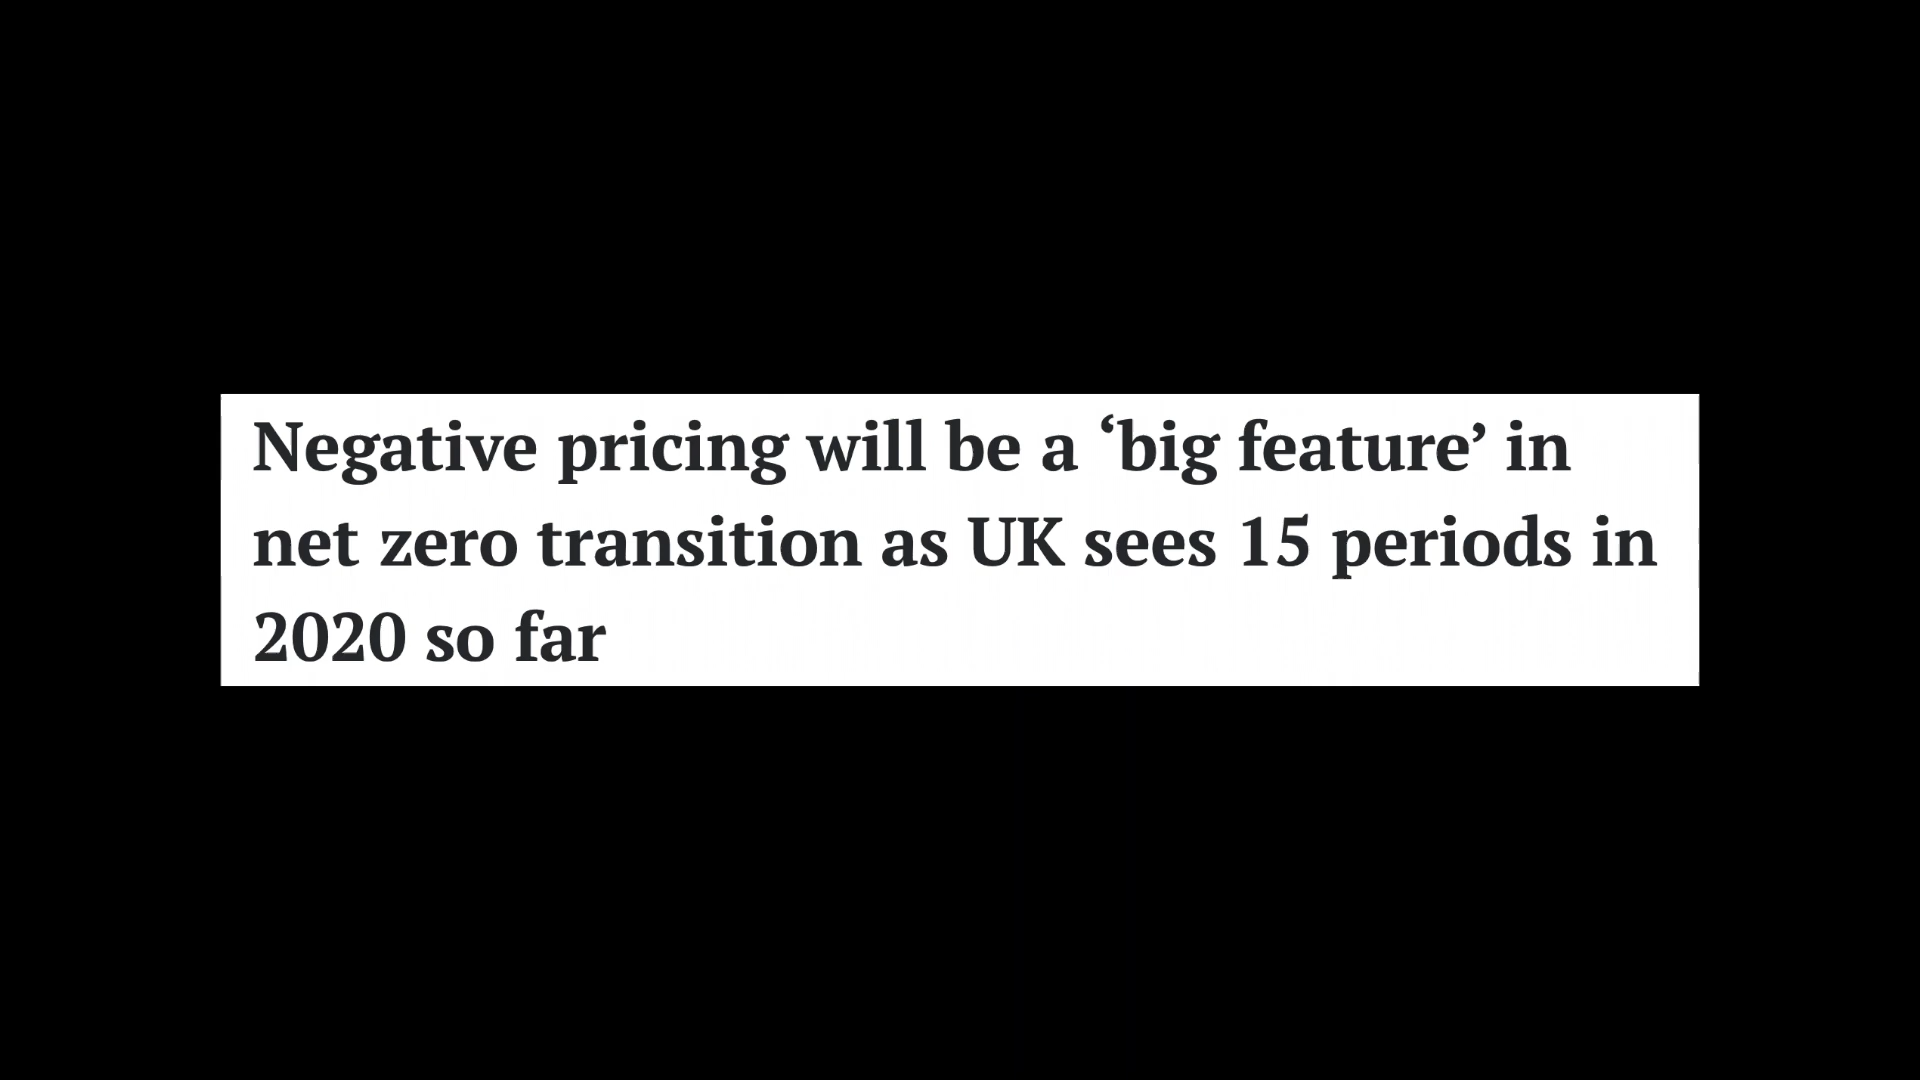 Negative pricing will be a ‘big feature’ in
net zero transition as UK sees 15 periods in
2020 so far